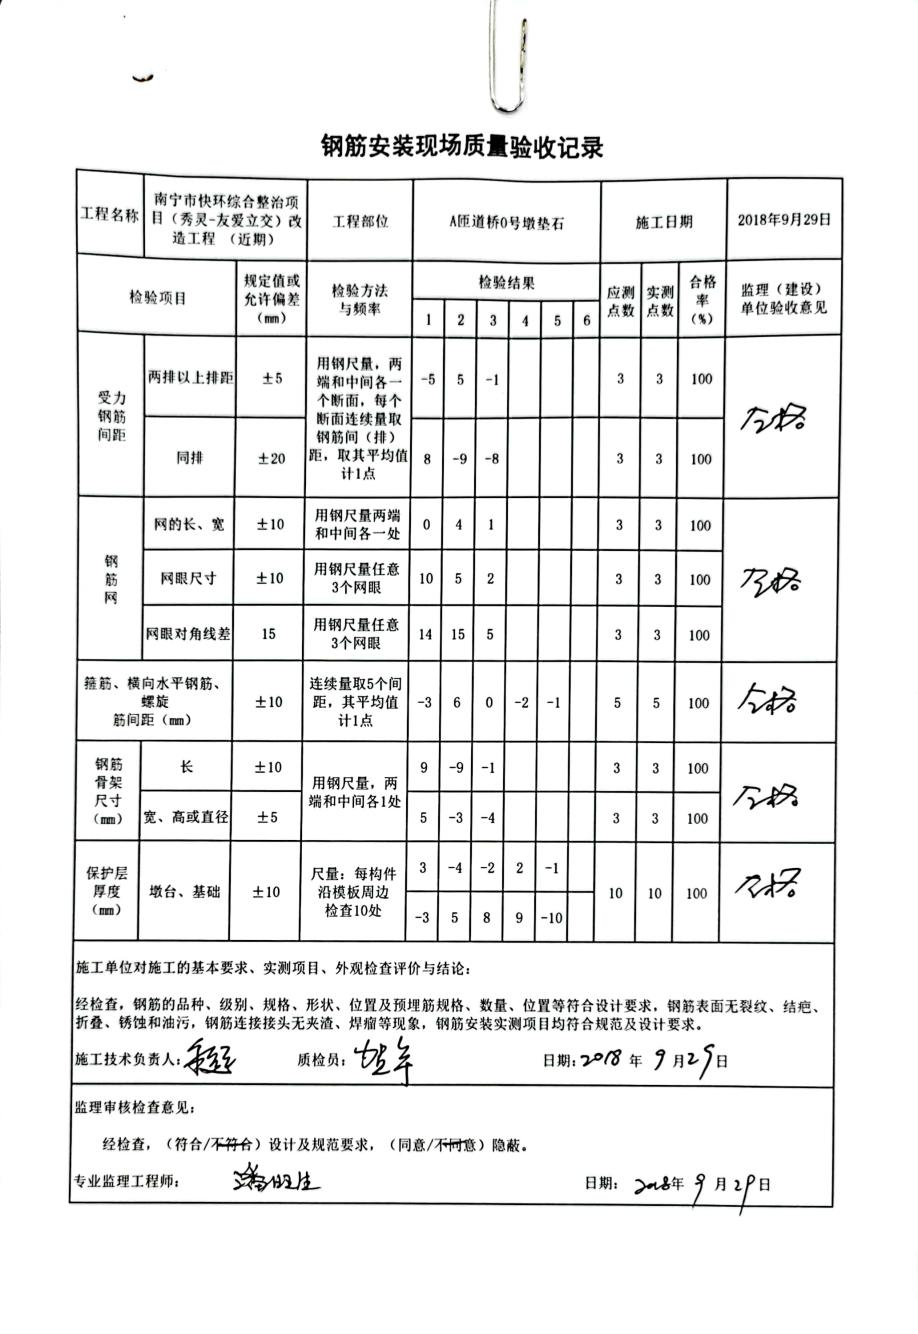 钢筋安装现场质量验收记录
工程名称 南宁市快环综合整治项目（秀灵-友爱立交）改造工程 （近期） 工程部位 A匝道桥0号墩垫石 施工日期 2018年9月29日
检验项目 规定值或允许偏差（mm） 检验方法与频率 检验结果 应测点数 实测点数 合格率（%） 监理（建设）单位验收意见
1 2 3 4 5 6
受力钢筋间距 两排以上排距 ±5 用钢尺量，两端和中间各一个断面，每个断面连续量取钢筋间（排）距，取其平均值计1点 -5 5 -1 3 3 100 合格
同排 ±20 8 -9 -8 3 3 100
钢筋网 网的长、宽 ±10 用钢尺量两端和中间各一处 0 4 1 3 3 100 合格
网眼尺寸 ±10 用钢尺量任意3个网眼 10 5 2 3 3 100
网眼对角线差 15 用钢尺量任意3个网眼 14 15 5 3 3 100
箍筋、横向水平钢筋、螺旋筋间距（mm） ±10 连续量取5个间距，其平均值计1点 -3 6 0 -2 -1 5 5 100 合格
钢筋骨架尺寸（mm） 长 ±10 用钢尺量，两端和中间各1处 9 -9 -1 3 3 100 合格
宽、高或直径 ±5 5 -3 -4 3 3 100
保护层厚度（mm） 墩台、基础 ±10 尺量：每构件沿模板周边检查10处 3 -4 -2 2 -1 10 10 100 合格
-3 5 8 9 -10
施工单位对施工的基本要求、实测项目、外观检查评价与结论：
经检查，钢筋的品种、级别、规格、形状、位置及预埋筋规格、数量、位置等符合设计要求，钢筋表面无裂纹、结疤、
折叠、锈蚀和油污，钢筋连接接头无夹渣、焊瘤等现象，钢筋安装实测项目均符合规范及设计要求。
施工技术负责人： 质检员： 日期：2018 年 9 月 29 日
监理审核检查意见：
经检查，（符合/不符合）设计及规范要求，（同意/不同意）隐蔽。
专业监理工程师： 潘旺生 日期： 2018年 9 月 29 日